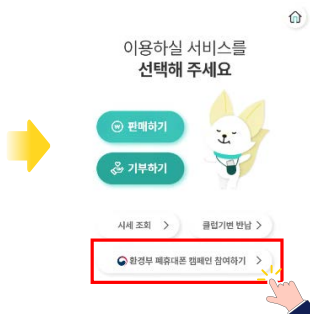 이용하실 서비스를
선택해 주세요
판매하기
기부하기
시세 조회 >
클럽기변 반납 >
환경부 폐휴대폰 캠페인 참여하기 >